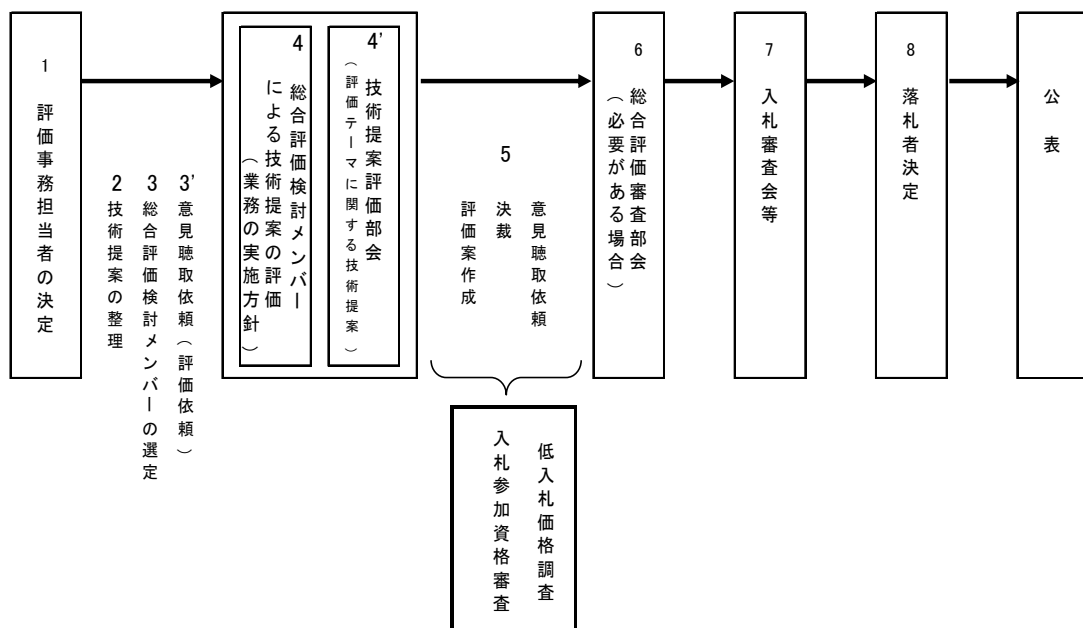 1 評価事務担当者の決定
2 技術提案の整理
3 総合評価検討メンバーの選定
3' 意見聴取依頼(評価依頼)
4 総合評価検討メンバー
による技術提案の評価
(業務の実施方針)
4' 技術提案評価部会
(評価テーマに関する技術提案)
5
評価案作成
決裁
意見聴取依頼
入札参加資格審査
低入札価格調査
6 総合評価審査部会
(必要がある場合)
7 入札審査会等
8 落札者決定
公表